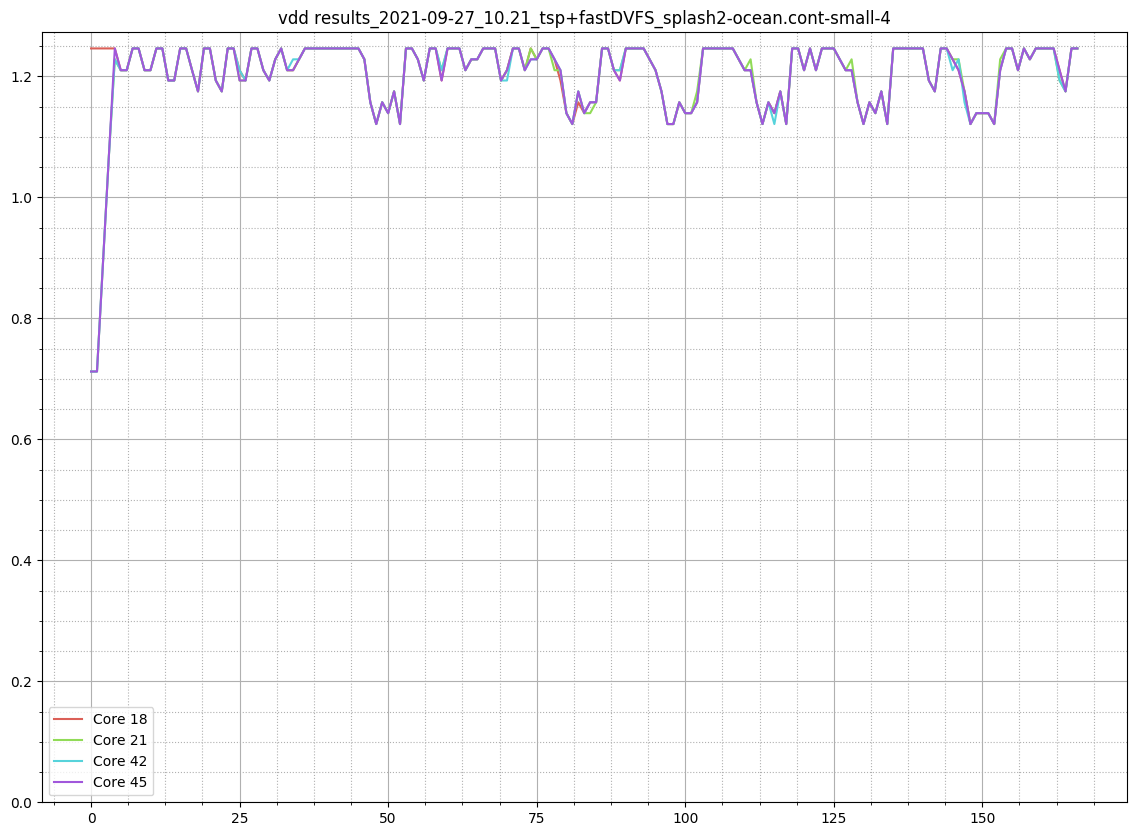 vdd results_2021-09-27_10.21_tsp+fastDVFS_splash2-ocean.cont-small-4
1.2
1.0
0.8
0.6
0.4
0.2
0.0
Core 18
Core 21
Core 42
Core 45
0 25 50 75 100 125 150